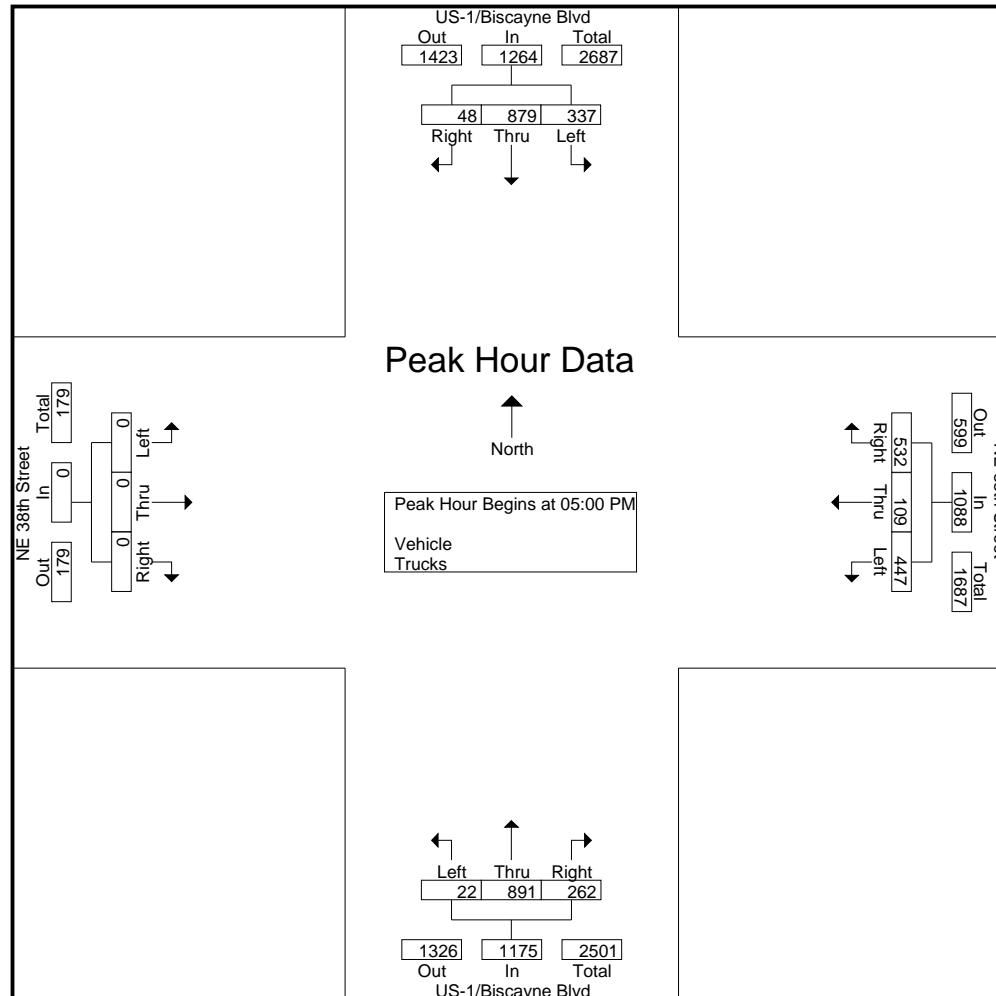 US-1/Biscayne Blvd
Out In Total
1423 1264 2687
48 879 337
Right Thru Left
Peak Hour Data
North
Peak Hour Begins at 05:00 PM
Vehicle
Trucks
NE 38th Street
Total In Out
179 0 179
0 0 0
Left Thru Right
Right Thru Left
532 109 447
599 1088 1687
Out In Total
Left Thru Right
22 891 262
1326 1175 2501
Out In Total
US-1/Biscayne Blvd